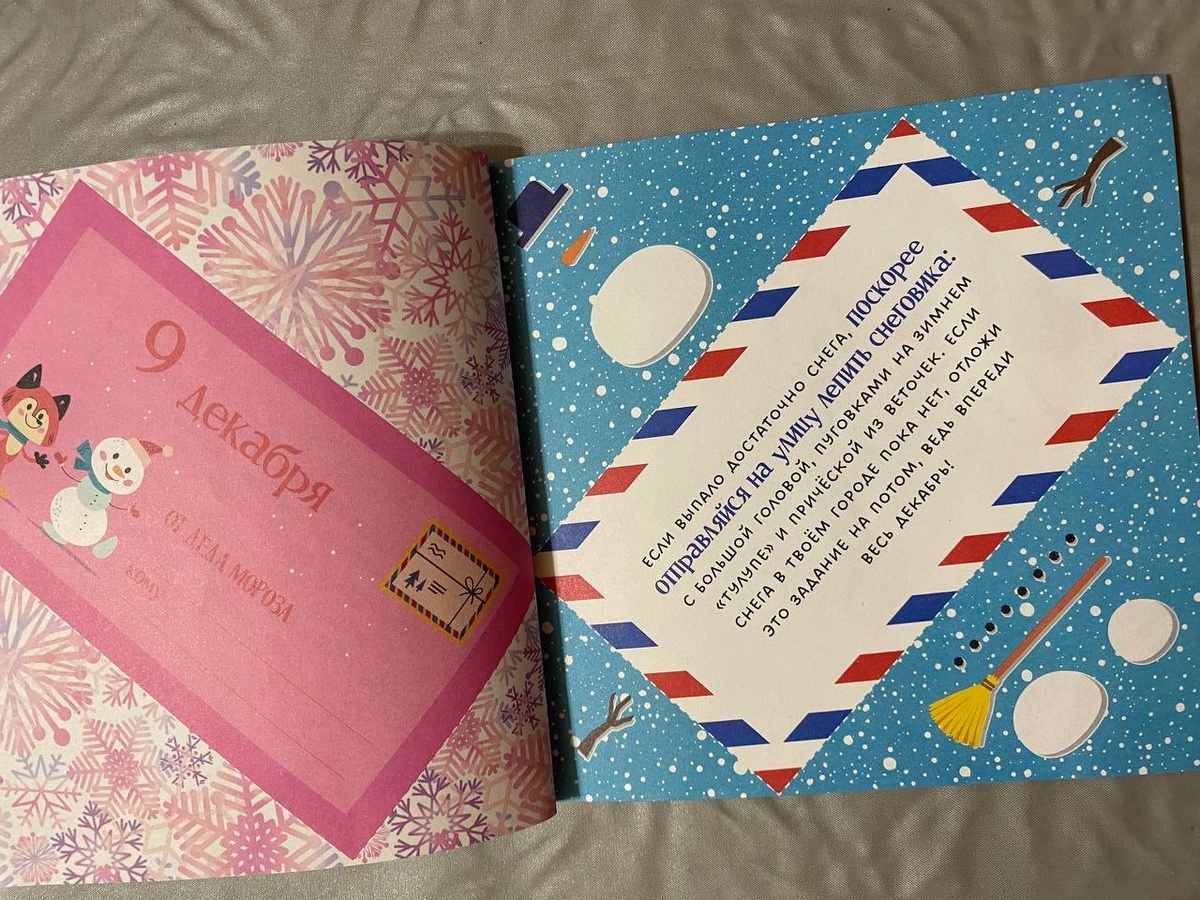 9
декабря
ОТ ДЕДА МОРОЗА
КОМУ
ЕСЛИ ВЫПАЛО ДОСТАТОЧНО СНЕГА, ПОСКОРЕЕ
ОТПРАВЛЯЙСЯ НА УЛИЦУ ЛЕПИТЬ СНЕГОВИКА:
С БОЛЬШОЙ ГОЛОВОЙ, ПУГОВКАМИ НА ЗИМНЕМ
«ТУЛУПЕ» И ПРИЧЁСКОЙ ИЗ ВЕТОЧЕК. ЕСЛИ
СНЕГА В ТВОЁМ ГОРОДЕ ПОКА НЕТ, ОТЛОЖИ
ЭТО ЗАДАНИЕ НА ПОТОМ, ВЕДЬ ВПЕРЕДИ
ВЕСЬ ДЕКАБРЬ!